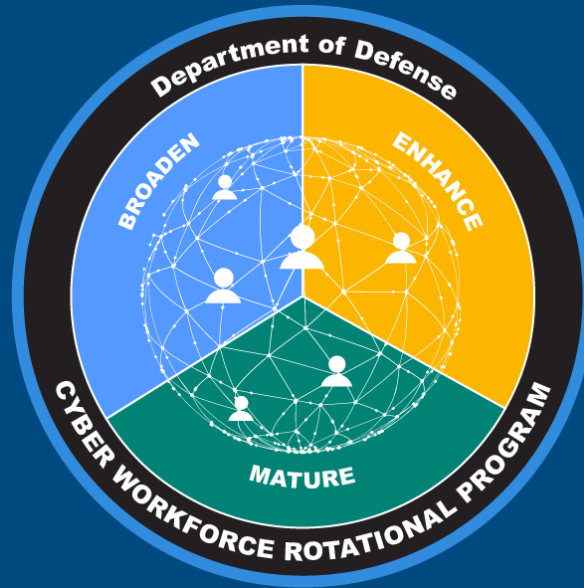 Department of Defense
BROADEN
ENHANCE
MATURE
CYBER WORKFORCE ROTATIONAL PROGRAM